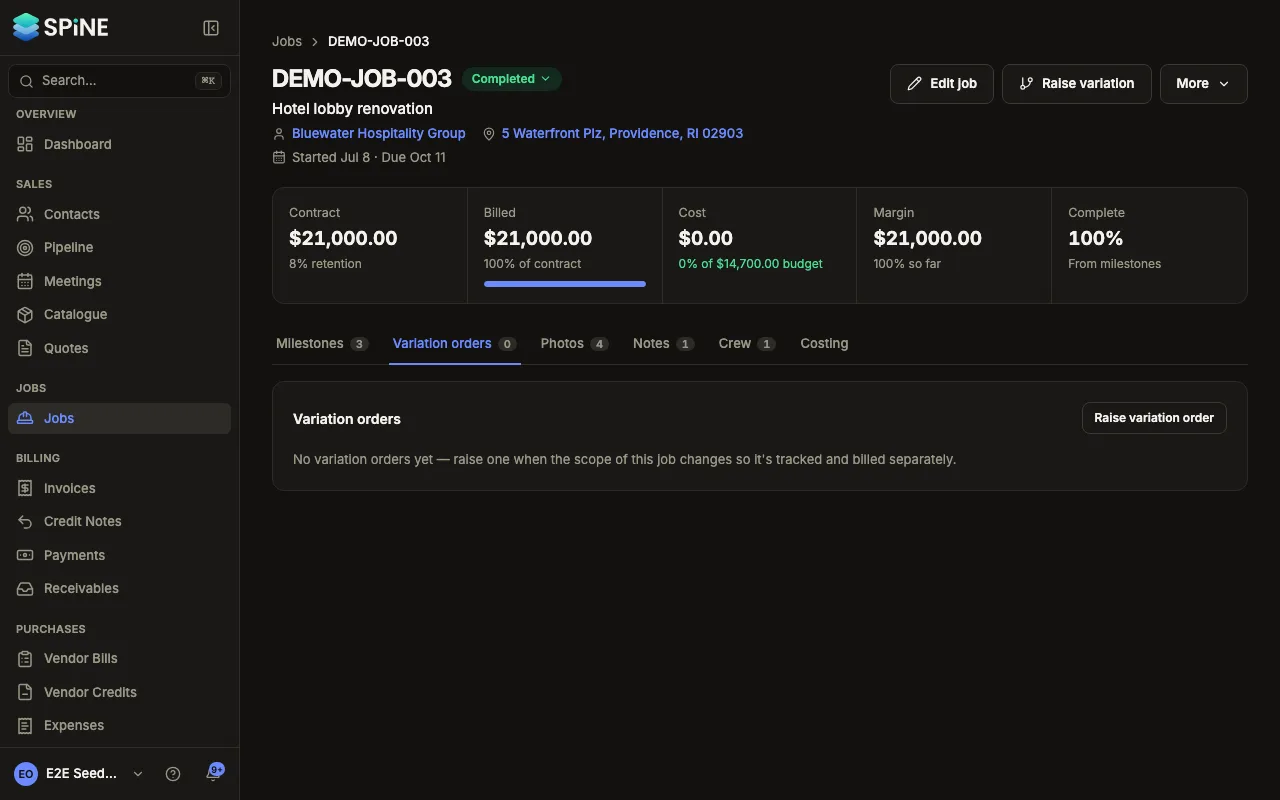 SPiNE
Search...
⌘K
OVERVIEW
Dashboard
SALES
Contacts
Pipeline
Meetings
Catalogue
Quotes
JOBS
Jobs
BILLING
Invoices
Credit Notes
Payments
Receivables
PURCHASES
Vendor Bills
Vendor Credits
Expenses
EO
E2E Seed...
9+
Jobs > DEMO-JOB-003
DEMO-JOB-003
Completed
Edit job
Raise variation
More
Hotel lobby renovation
Bluewater Hospitality Group
5 Waterfront Plz, Providence, RI 02903
Started Jul 8 · Due Oct 11
Contract
$21,000.00
8% retention
Billed
$21,000.00
100% of contract
Cost
$0.00
0% of $14,700.00 budget
Margin
$21,000.00
100% so far
Complete
100%
From milestones
Milestones 3
Variation orders 0
Photos 4
Notes 1
Crew 1
Costing
Variation orders
Raise variation order
No variation orders yet — raise one when the scope of this job changes so it's tracked and billed separately.